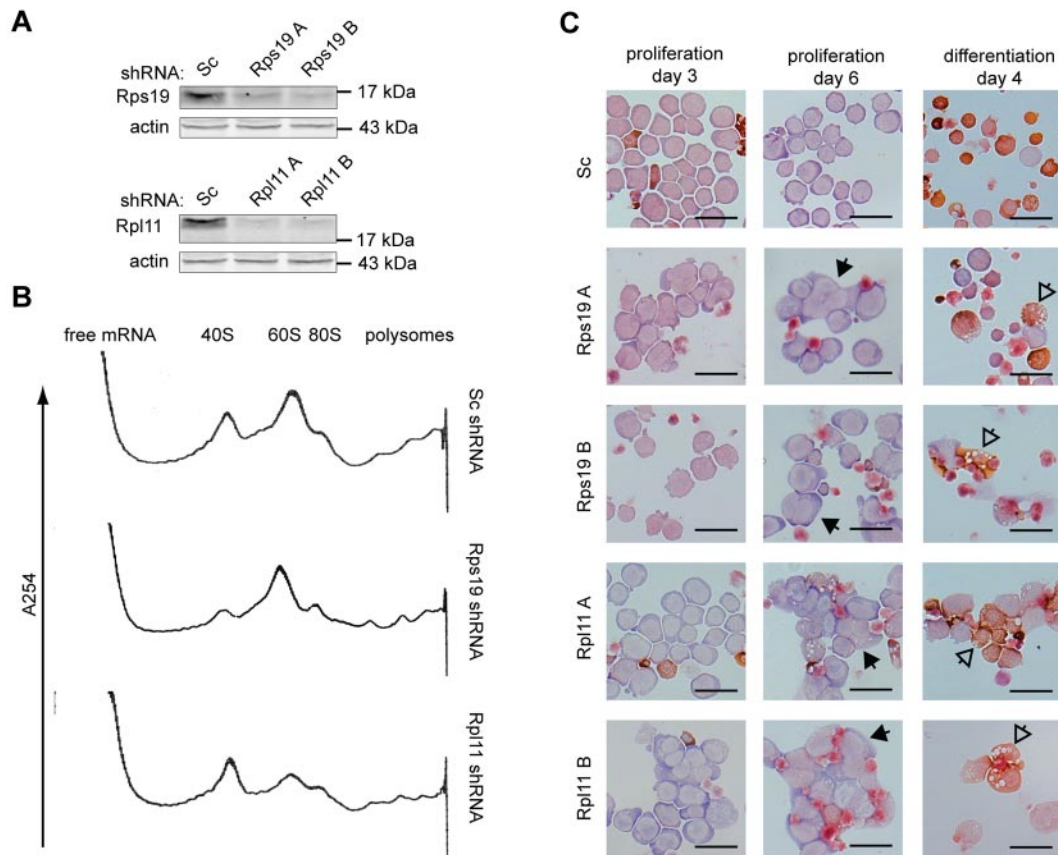 A
shRNA: Sc Rps19 A Rps19 B
Rps19 17 kDa
actin 43 kDa
shRNA: Sc Rpl11 A Rpl11 B
Rpl11 17 kDa
actin 43 kDa
B
free mRNA 40S 60S 80S polysomes
A254
Sc shRNA
Rps19 shRNA
Rpl11 shRNA
C
proliferation day 3
proliferation day 6
differentiation day 4
Sc
Rps19 A
Rps19 B
Rpl11 A
Rpl11 B